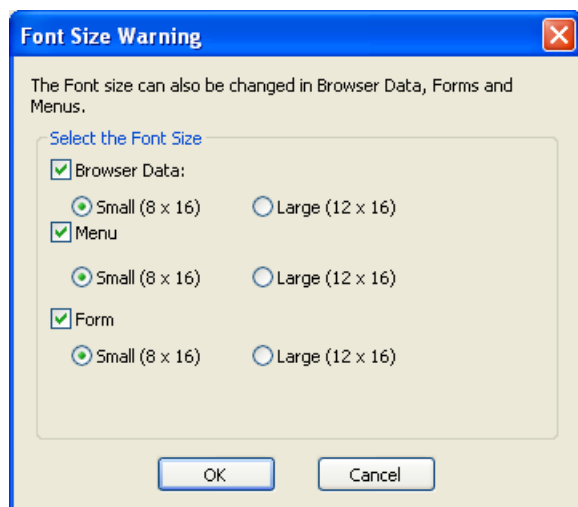 Font Size Warning
The Font size can also be changed in Browser Data, Forms and
Menus.
Select the Font Size
Browser Data:
Small (8 x 16) Large (12 x 16)
Menu
Small (8 x 16) Large (12 x 16)
Form
Small (8 x 16) Large (12 x 16)
OK Cancel